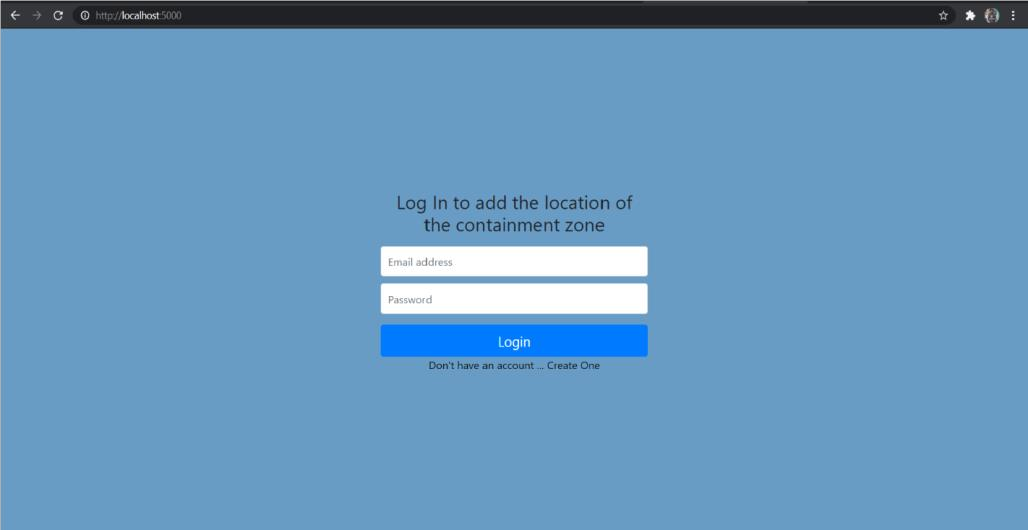 http://localhost:5000
Log In to add the location of
the containment zone
Email address
Password
Login
Don't have an account ... Create One